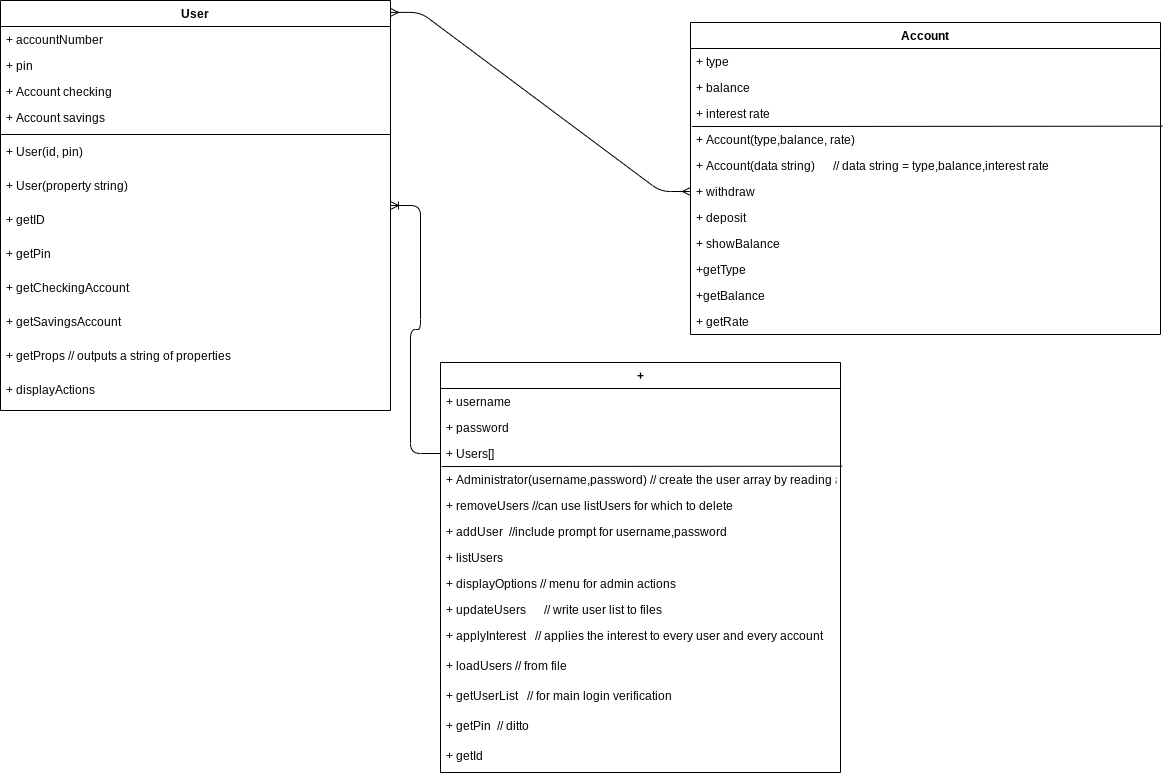 User
+ accountNumber
+ pin
+ Account checking
+ Account savings
+ User(id, pin)
+ User(property string)
+ getID
+ getPin
+ getCheckingAccount
+ getSavingsAccount
+ getProps // outputs a string of properties
+ displayActions
Account
+ type
+ balance
+ interest rate
+ Account(type,balance, rate)
+ Account(data string) // data string = type,balance,interest rate
+ withdraw
+ deposit
+ showBalance
+getType
+getBalance
+ getRate
+
+ username
+ password
+ Users[]
+ Administrator(username,password) // create the user array by reading
+ removeUsers //can use listUsers for which to delete
+ addUser //include prompt for username,password
+ listUsers
+ displayOptions // menu for admin actions
+ updateUsers // write user list to files
+ applyInterest // applies the interest to every user and every account
+ loadUsers // from file
+ getUserList // for main login verification
+ getPin // ditto
+ getId